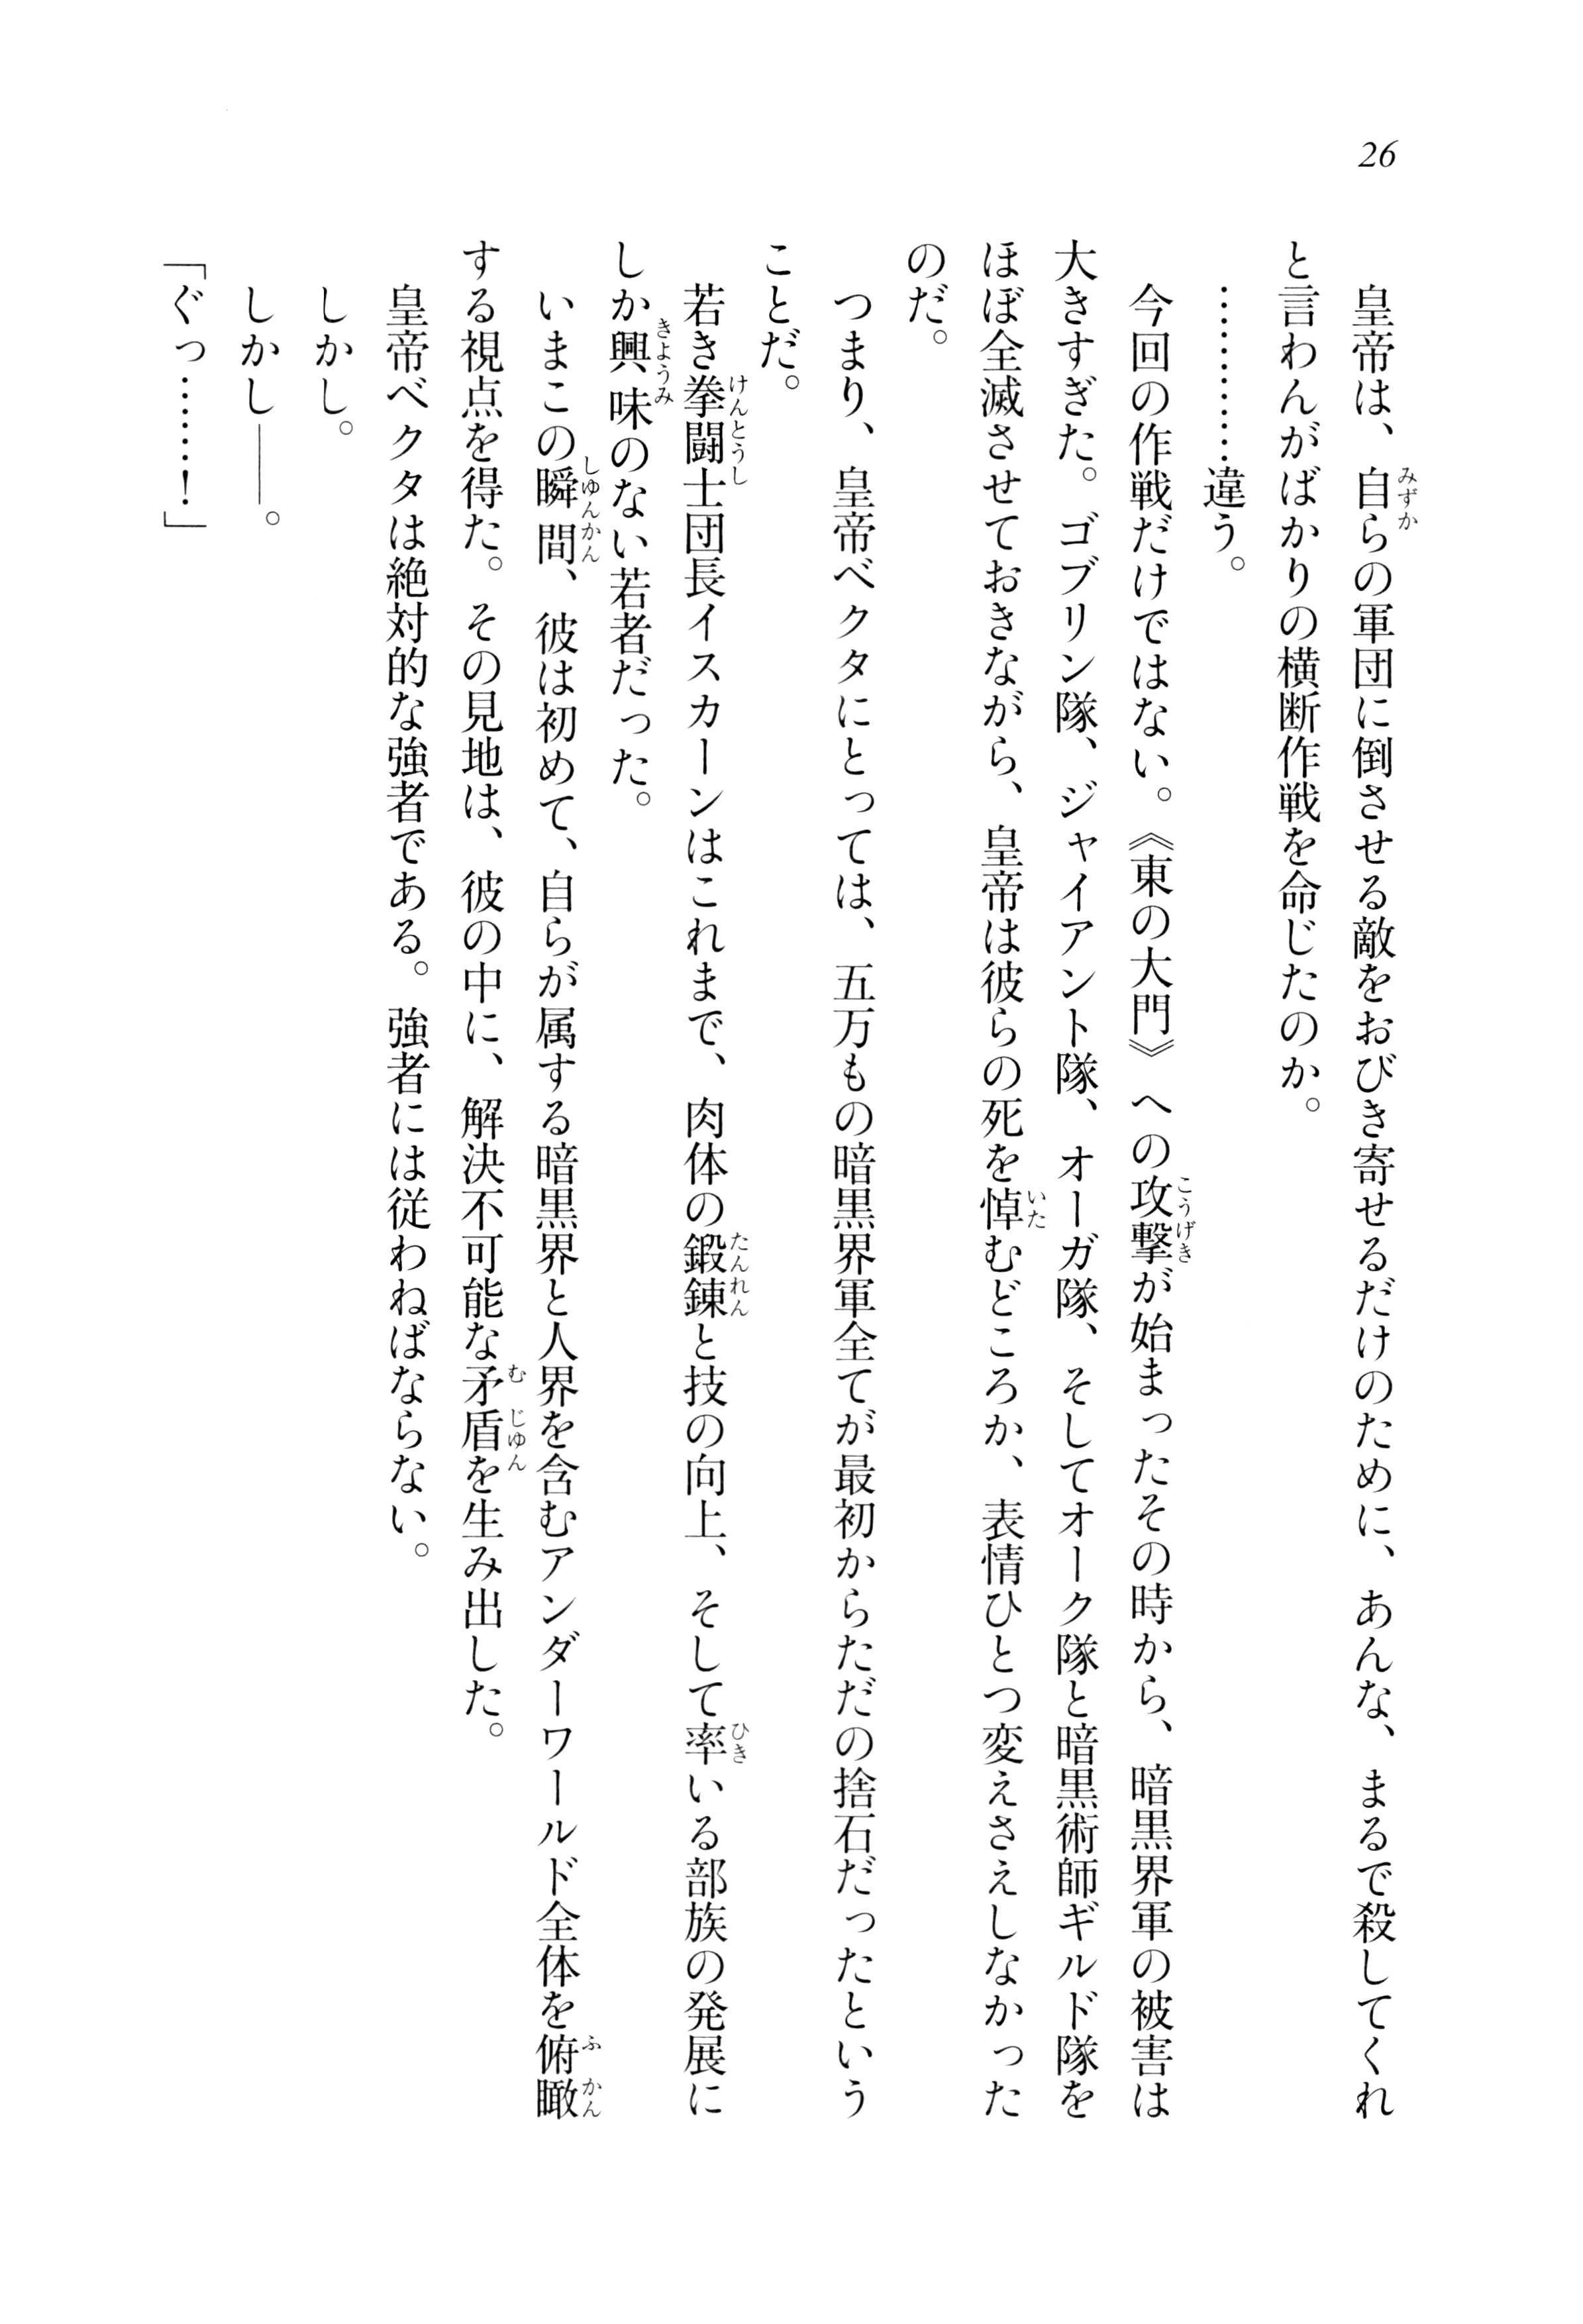 26
皇帝は、自らの軍団に倒させる敵をおびき寄せるだけのために、あんな、まるで殺してくれ
と言わんがばかりの横断作戦を命じたのか。
…………違う。
今回の作戦だけではない。《東の大門》への攻撃が始まったその時から、暗黒界軍の被害は
大きすぎた。ゴブリン隊、ジャイアント隊、オーガ隊、そしてオーク隊と暗黒術師ギルド隊を
ほぼ全滅させておきながら、皇帝は彼らの死を悼むどころか、表情ひとつ変えさえしなかった
のだ。
つまり、皇帝ベクタにとっては、五万もの暗黒界軍全てが最初からただの捨石だったという
ことだ。
若き拳闘士団長イスカーンはこれまで、肉体の鍛錬と技の向上、そして率いる部族の発展に
しか興味のない若者だった。
いまこの瞬間、彼は初めて、自らが属する暗黒界と人界を含むアンダーワールド全体を俯瞰
する視点を得た。その見地は、彼の中に、解決不可能な矛盾を生み出した。
皇帝ベクタは絶対的な強者である。強者には従わねばならない。
しかし。
しかし――。
「ぐっ……！」